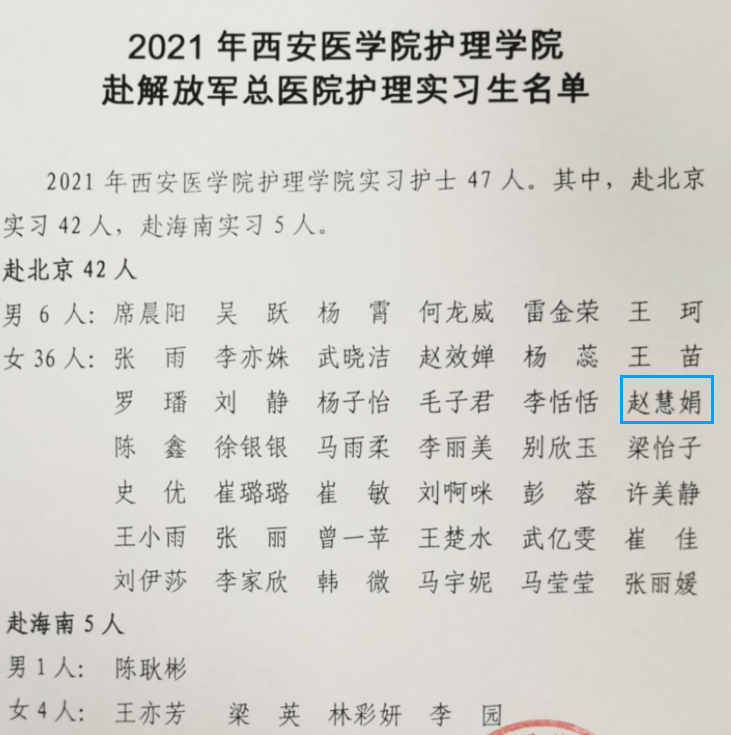 2021 年西安医学院护理学院
赴解放军总医院护理实习生名单
2021 年西安医学院护理学院实习护士 47 人。其中，赴北京
实习 42 人，赴海南实习 5 人。
赴北京 42 人
男 6 人：席晨阳 吴 跃 杨 霄 何龙威 雷金荣 王 珂
女 36 人：张 雨 李亦姝 武晓洁 赵效婵 杨 蕊 王 苗
罗 璠 刘 静 杨子怡 毛子君 李恬恬 赵慧娟
陈 鑫 徐银银 马雨柔 李丽美 别欣玉 梁怡子
史 优 崔璐璐 崔 敏 刘啊咪 彭 蓉 许美静
王小雨 张 丽 曾一苹 王楚水 武亿雯 崔 佳
刘伊莎 李家欣 韩 微 马宇妮 马莹莹 张丽媛
赴海南 5 人
男 1 人： 陈耿彬
女 4 人： 王亦芳 梁 英 林彩妍 李 园